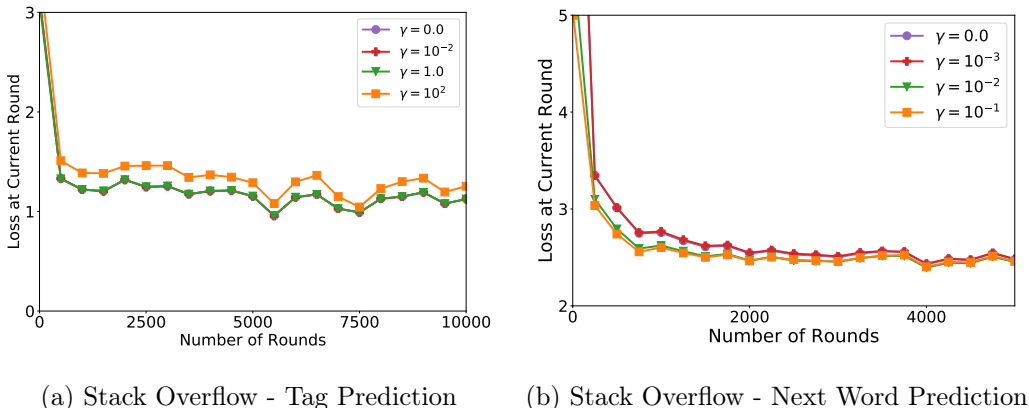 3
2
1
0
Loss at Current Round
γ = 0.0
γ = 10⁻²
γ = 1.0
γ = 10²
0 2500 5000 7500 10000
Number of Rounds
(a) Stack Overflow - Tag Prediction
5
4
3
2
Loss at Current Round
γ = 0.0
γ = 10⁻³
γ = 10⁻²
γ = 10⁻¹
0 2000 4000
Number of Rounds
(b) Stack Overflow - Next Word Prediction